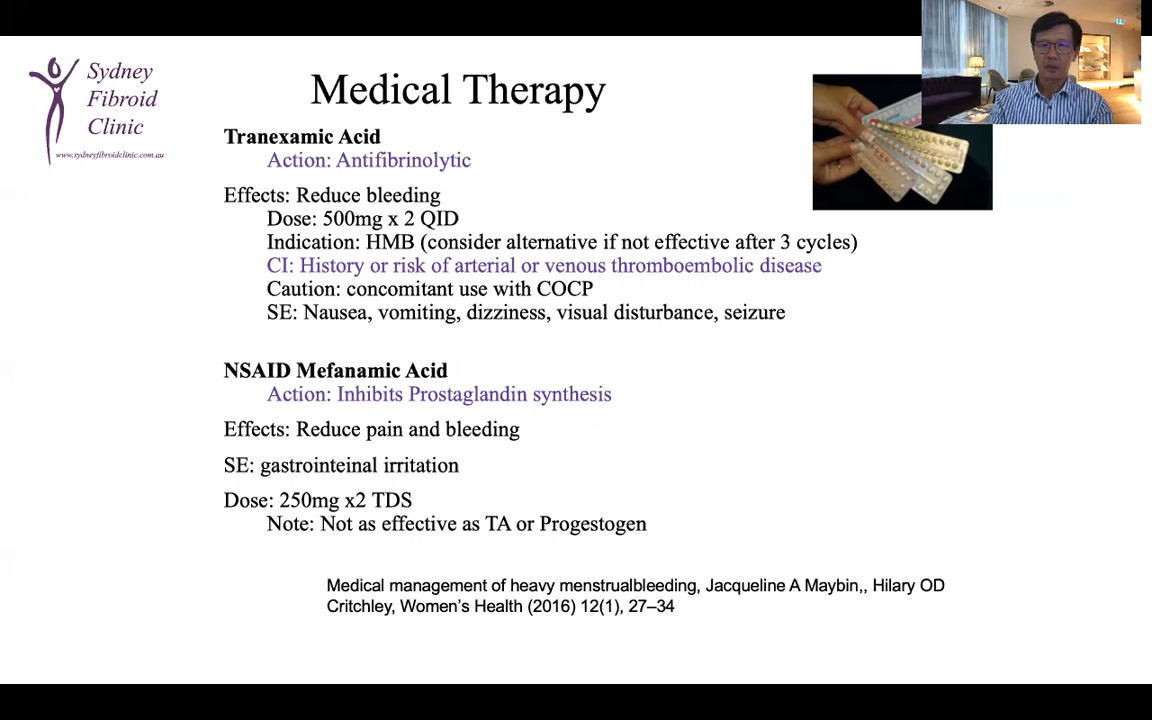 Sydney
Fibroid
Clinic
www.sydneyfibroidclinic.com.au
Medical Therapy
Tranexamic Acid
Action: Antifibrinolytic
Effects: Reduce bleeding
Dose: 500mg x 2 QID
Indication: HMB (consider alternative if not effective after 3 cycles)
CI: History or risk of arterial or venous thromboembolic disease
Caution: concomitant use with COCP
SE: Nausea, vomiting, dizziness, visual disturbance, seizure
NSAID Mefanamic Acid
Action: Inhibits Prostaglandin synthesis
Effects: Reduce pain and bleeding
SE: gastrointeinal irritation
Dose: 250mg x2 TDS
Note: Not as effective as TA or Progestogen
Medical management of heavy menstrualbleeding, Jacqueline A Maybin,, Hilary OD
Critchley, Women’s Health (2016) 12(1), 27–34